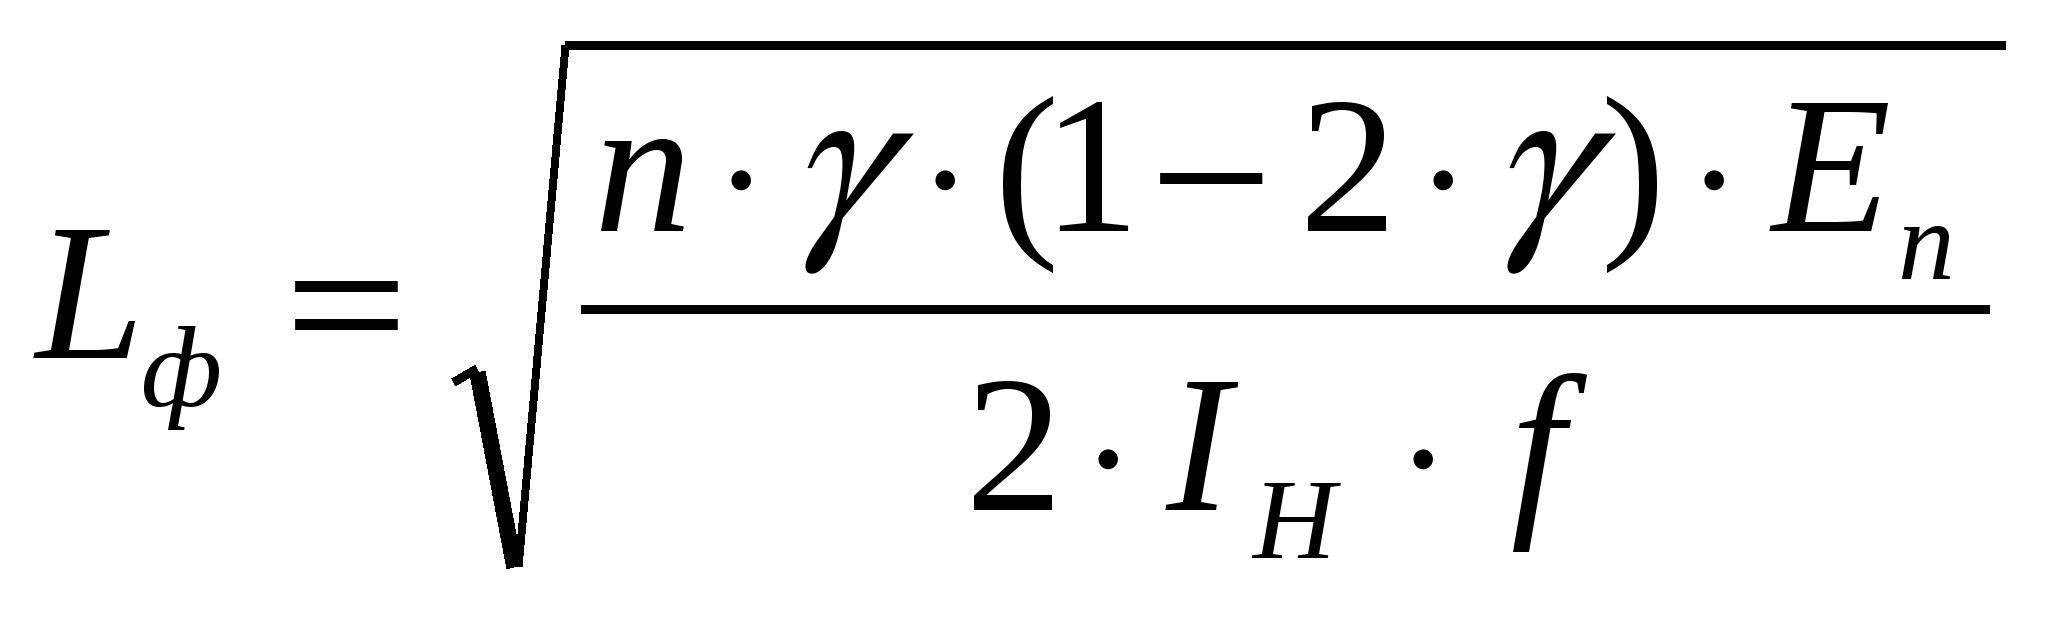 L_ф = √(n · γ · (1 − 2 · γ) · E_n / 2 · I_H · f)